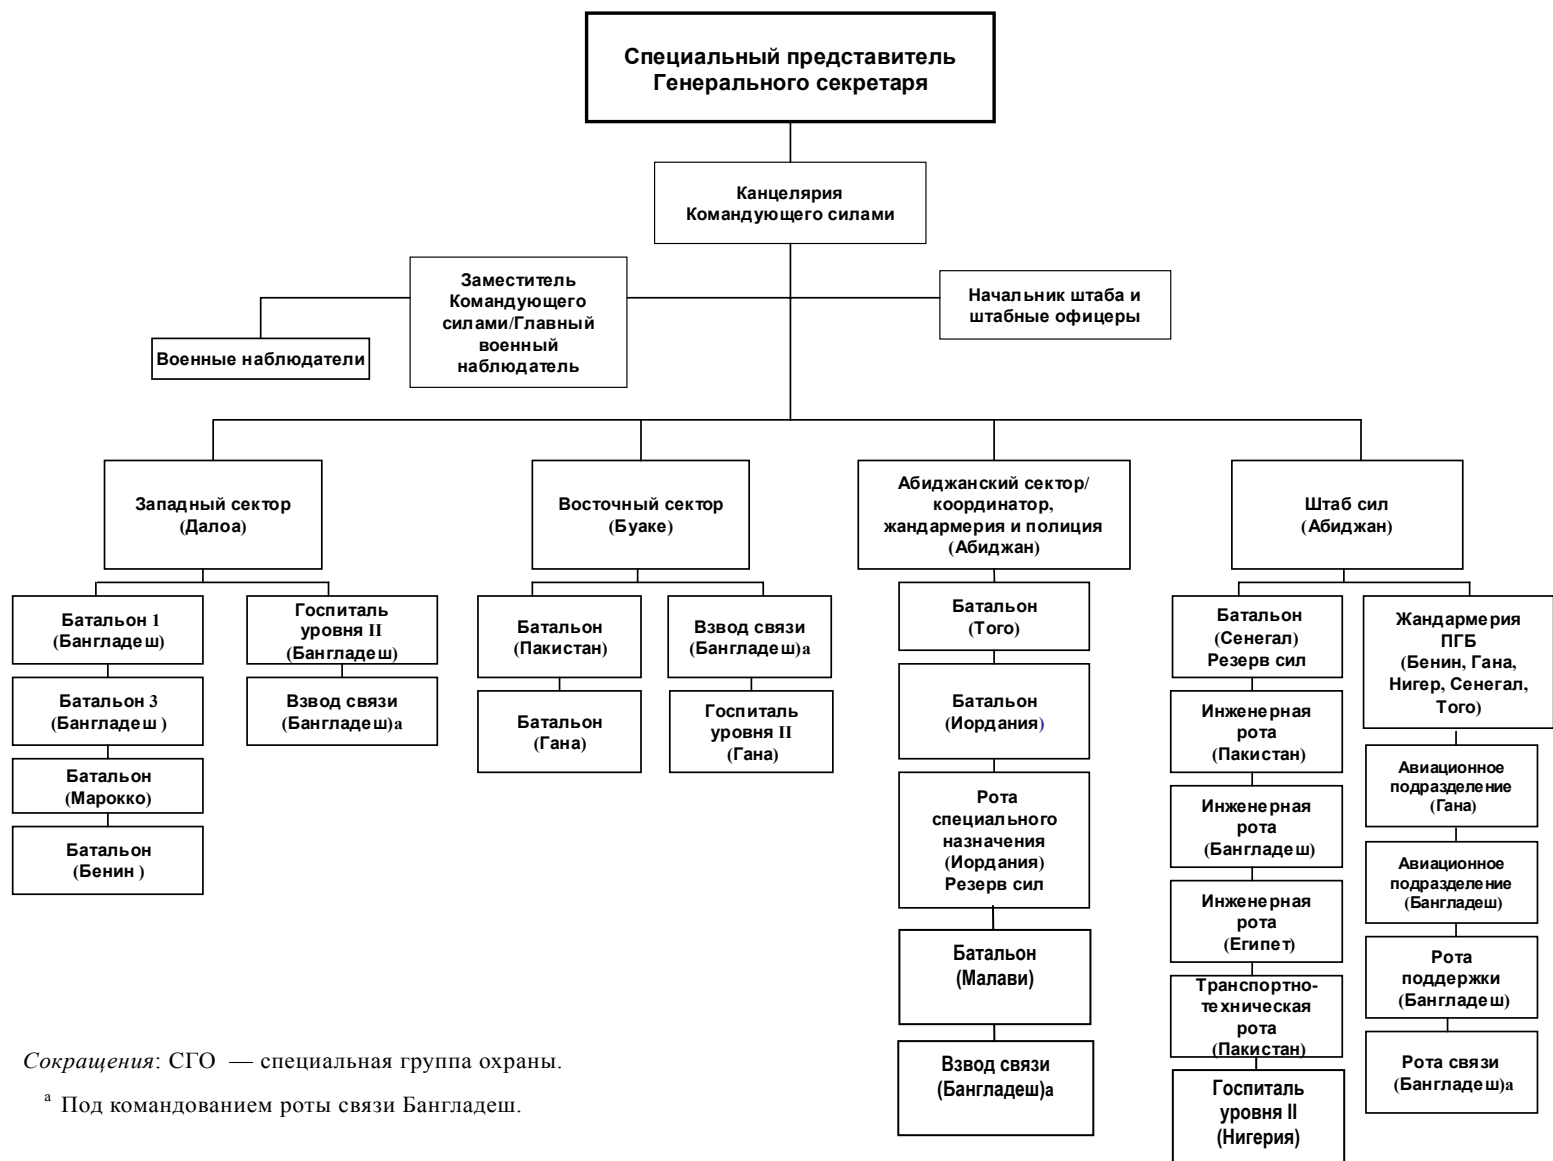 Специальный представитель
Генерального секретаря
Канцелярия
Командующего силами
Заместитель
Командующего
силами/Главный
военный
наблюдатель
Начальник штаба и
штабные офицеры
Военные наблюдатели
Западный сектор
(Далоа)
Восточный сектор
(Буаке)
Абиджанский сектор/
координатор,
жандармерия и полиция
(Абиджан)
Штаб сил
(Абиджан)
Батальон 1
(Бангладеш)
Батальон 3
(Бангладеш )
Батальон
(Марокко)
Батальон
(Бенин )
Госпиталь
уровня II
(Бангладеш)
Взвод связи
(Бангладеш)а
Батальон
(Пакистан)
Батальон
(Гана)
Взвод связи
(Бангладеш)а
Госпиталь
уровня II
(Гана)
Батальон
(Того)
Батальон
(Иордания)
Рота
специального
назначения
(Иордания)
Резерв сил
Батальон
(Малави)
Взвод связи
(Бангладеш)а
Батальон
(Сенегал)
Резерв сил
Инженерная
рота
(Пакистан)
Инженерная
рота
(Бангладеш)
Инженерная
рота
(Египет)
Транспортно-
техническая
рота
(Пакистан)
Госпиталь
уровня II
(Нигерия)
Жандармерия
ПГБ
(Бенин, Гана,
Нигер, Сенегал,
Того)
Авиационное
подразделение
(Гана)
Авиационное
подразделение
(Бангладеш)
Рота
поддержки
(Бангладеш)
Рота связи
(Бангладеш)а
Сокращения: СГО — специальная группа охраны.
а Под командованием роты связи Бангладеш.